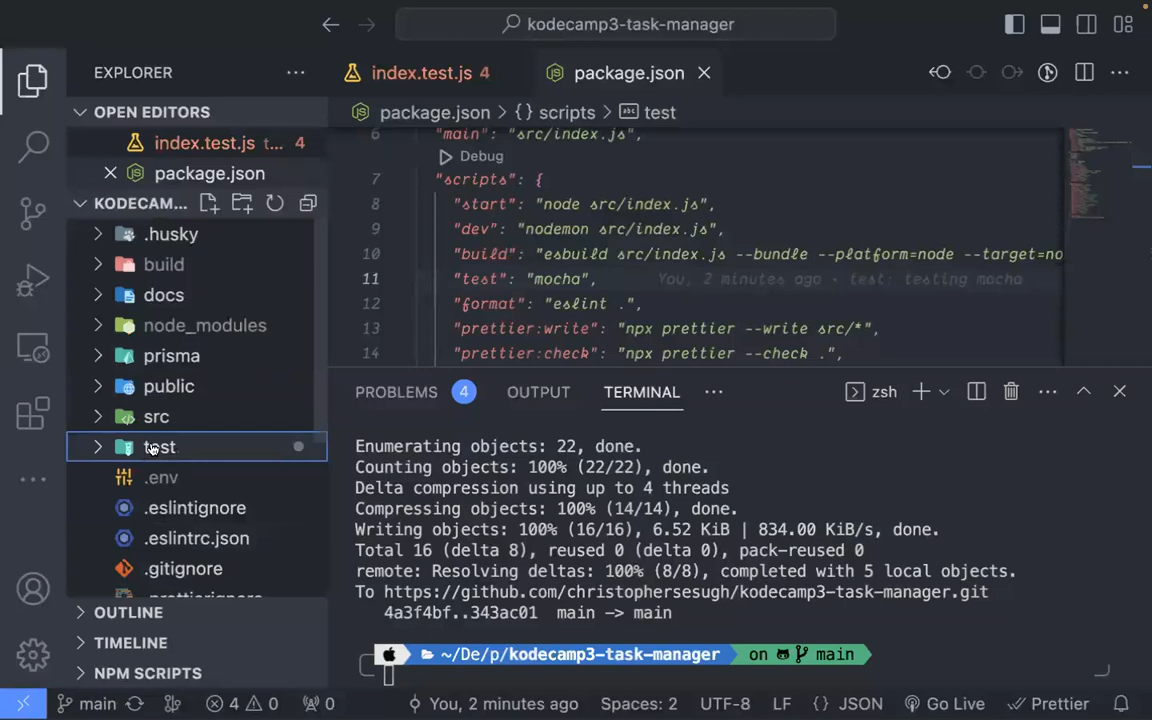 kodecamp3-task-manager
EXPLORER
index.test.js 4
package.json
OPEN EDITORS
package.json > {} scripts > test
index.test.js t... 4
package.json
KODECAM...
.husky
build
docs
node_modules
prisma
public
src
test
.env
.eslintignore
.eslintrc.json
.gitignore
OUTLINE
TIMELINE
NPM SCRIPTS
6 "main": "src/index.js",
Debug
7 "scripts": {
8 "start": "node src/index.js",
9 "dev": "nodemon src/index.js",
10 "build": "esbuild src/index.js --bundle --platform=node --target=no
11 "test": "mocha", You, 2 minutes ago • test: testing mocha
12 "format": "eslint .",
13 "prettier:write": "npx prettier --write src/*",
14 "prettier:check": "npx prettier --check .",
PROBLEMS 4 OUTPUT TERMINAL zsh
Enumerating objects: 22, done.
Counting objects: 100% (22/22), done.
Delta compression using up to 4 threads
Compressing objects: 100% (14/14), done.
Writing objects: 100% (16/16), 6.52 KiB | 834.00 KiB/s, done.
Total 16 (delta 8), reused 0 (delta 0), pack-reused 0
remote: Resolving deltas: 100% (8/8), completed with 5 local objects.
To https://github.com/christophersesugh/kodecamp3-task-manager.git
4a3f4bf..343ac01 main -> main
~/De/p/kodecamp3-task-manager on main
main 4 0 0 You, 2 minutes ago Spaces: 2 UTF-8 LF {} JSON Go Live Prettier